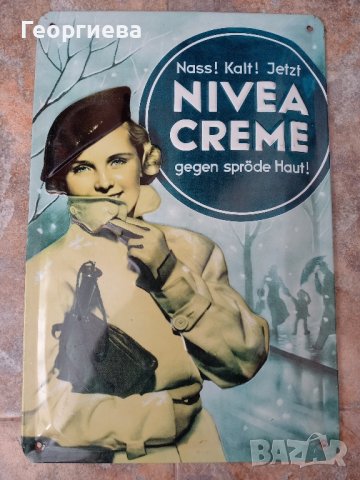 Георгиева
Nass! Kalt! Jetzt
NIVEA
CREME
gegen spröde Haut!
BAZAR